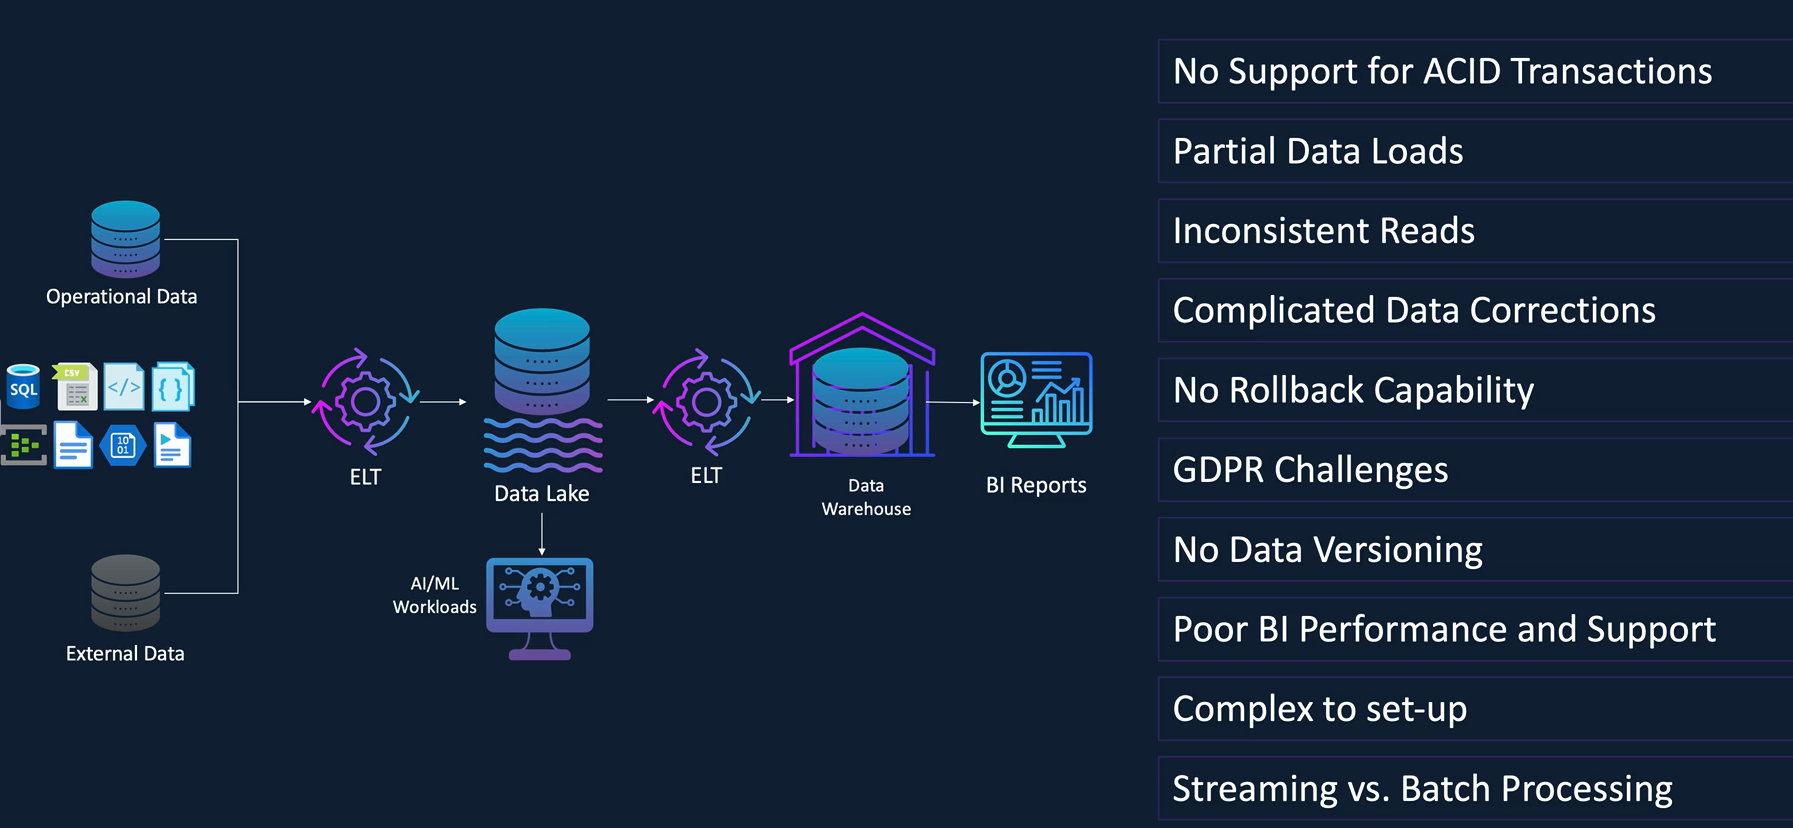 Operational Data
SQL
CSV
</>
{ }
10
01
External Data
ELT
Data Lake
AI/ML
Workloads
ELT
Data
Warehouse
BI Reports
No Support for ACID Transactions
Partial Data Loads
Inconsistent Reads
Complicated Data Corrections
No Rollback Capability
GDPR Challenges
No Data Versioning
Poor BI Performance and Support
Complex to set-up
Streaming vs. Batch Processing